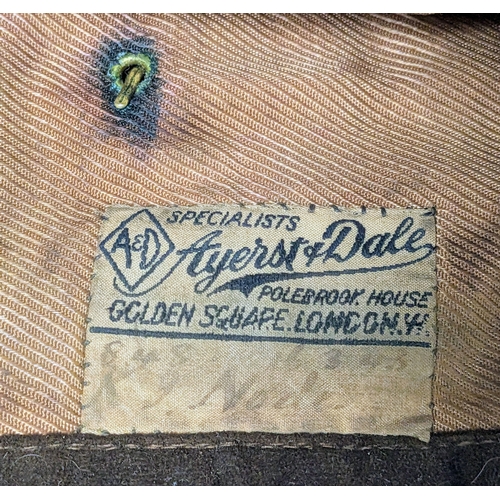 SPECIALISTS
A&D
Ayerst & Dale
POLEBROOK HOUSE
GOLDEN SQUARE. LONDON. W.